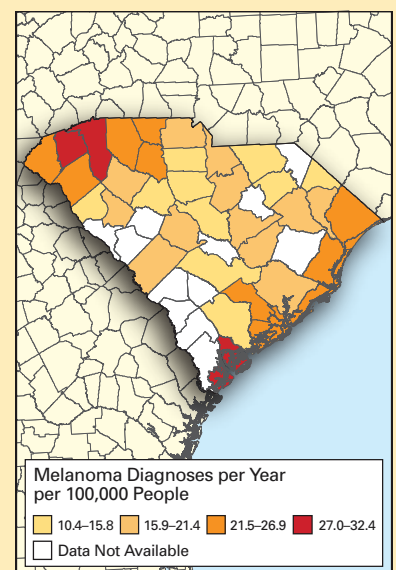 Melanoma Diagnoses per Year
per 100,000 People
10.4–15.8 15.9–21.4 21.5–26.9 27.0–32.4
Data Not Available